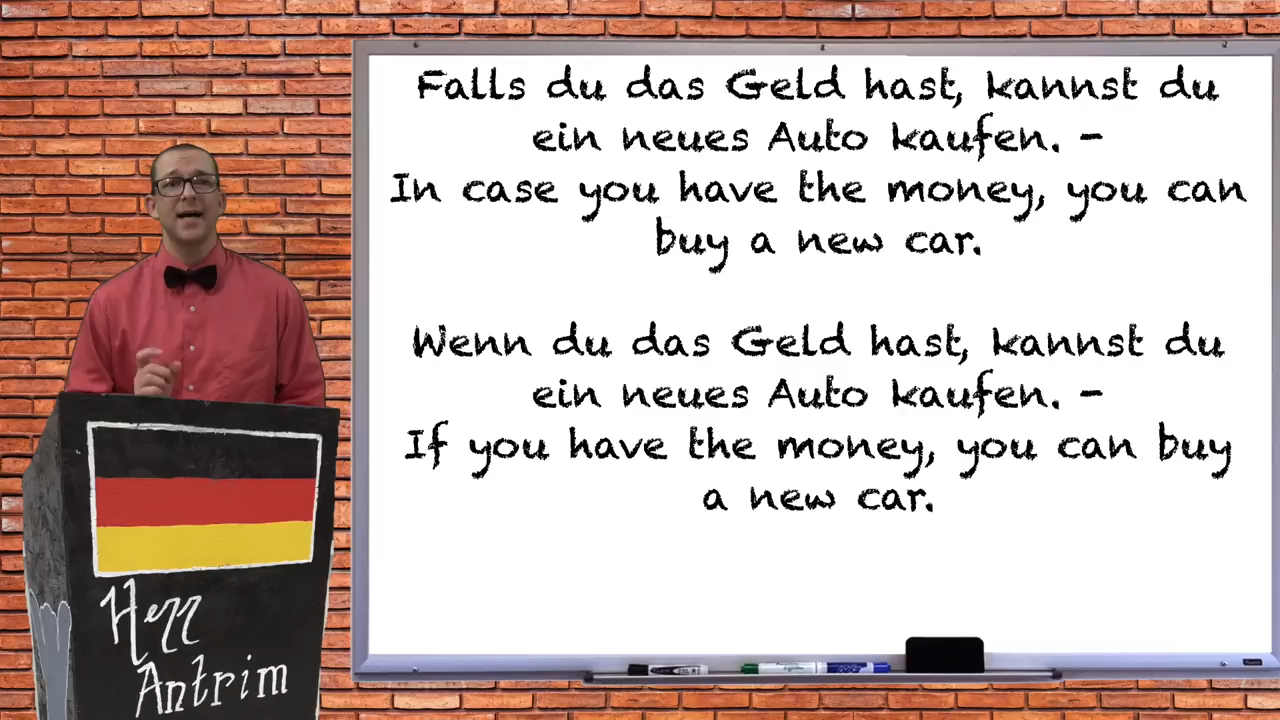 Falls du das Geld hast, kannst du
ein neues Auto kaufen. -
In case you have the money, you can
buy a new car.
Wenn du das Geld hast, kannst du
ein neues Auto kaufen. -
If you have the money, you can buy
a new car.
Herr
Antrim